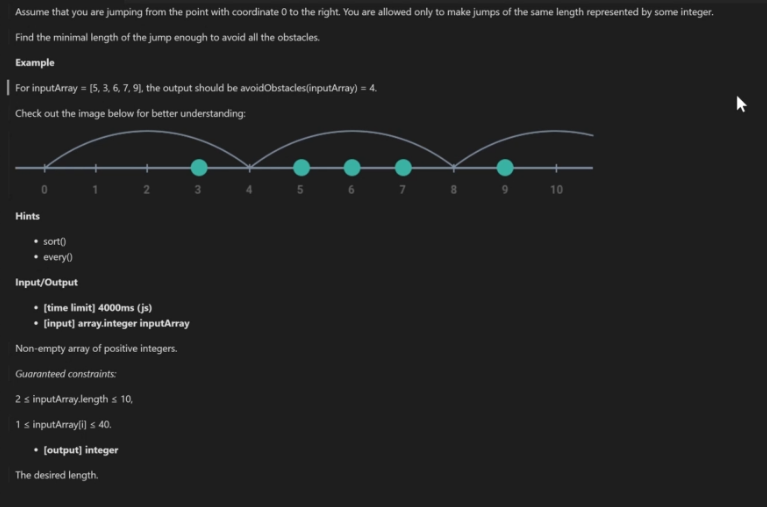 Assume that you are jumping from the point with coordinate 0 to the right. You are allowed only to make jumps of the same length represented by some integer.
Find the minimal length of the jump enough to avoid all the obstacles.
Example
For inputArray = [5, 3, 6, 7, 9], the output should be avoidObstacles(inputArray) = 4.
Check out the image below for better understanding:
0 1 2 3 4 5 6 7 8 9 10
Hints
• sort()
• every()
Input/Output
• [time limit] 4000ms (js)
• [input] array.integer inputArray
Non-empty array of positive integers.
Guaranteed constraints:
2 ≤ inputArray.length ≤ 10,
1 ≤ inputArray[i] ≤ 40.
• [output] integer
The desired length.